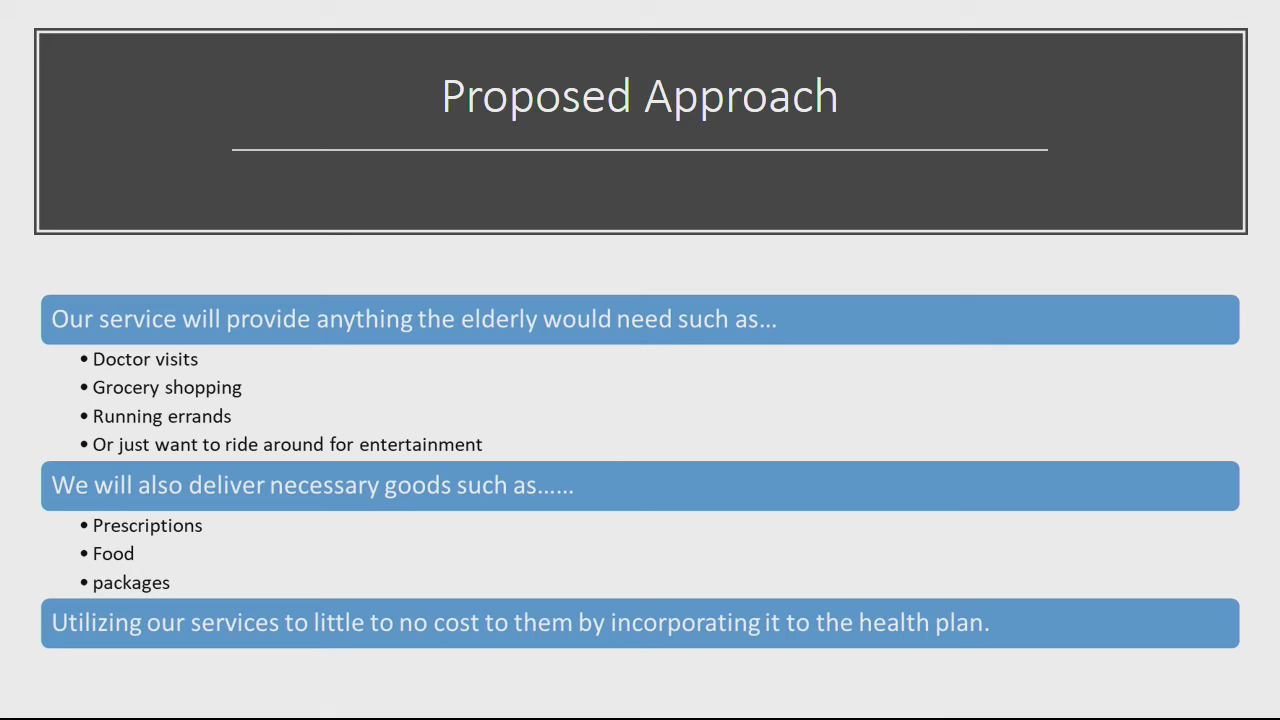 Proposed Approach
Our service will provide anything the elderly would need such as...
• Doctor visits
• Grocery shopping
• Running errands
• Or just want to ride around for entertainment
We will also deliver necessary goods such as......
• Prescriptions
• Food
• packages
Utilizing our services to little to no cost to them by incorporating it to the health plan.